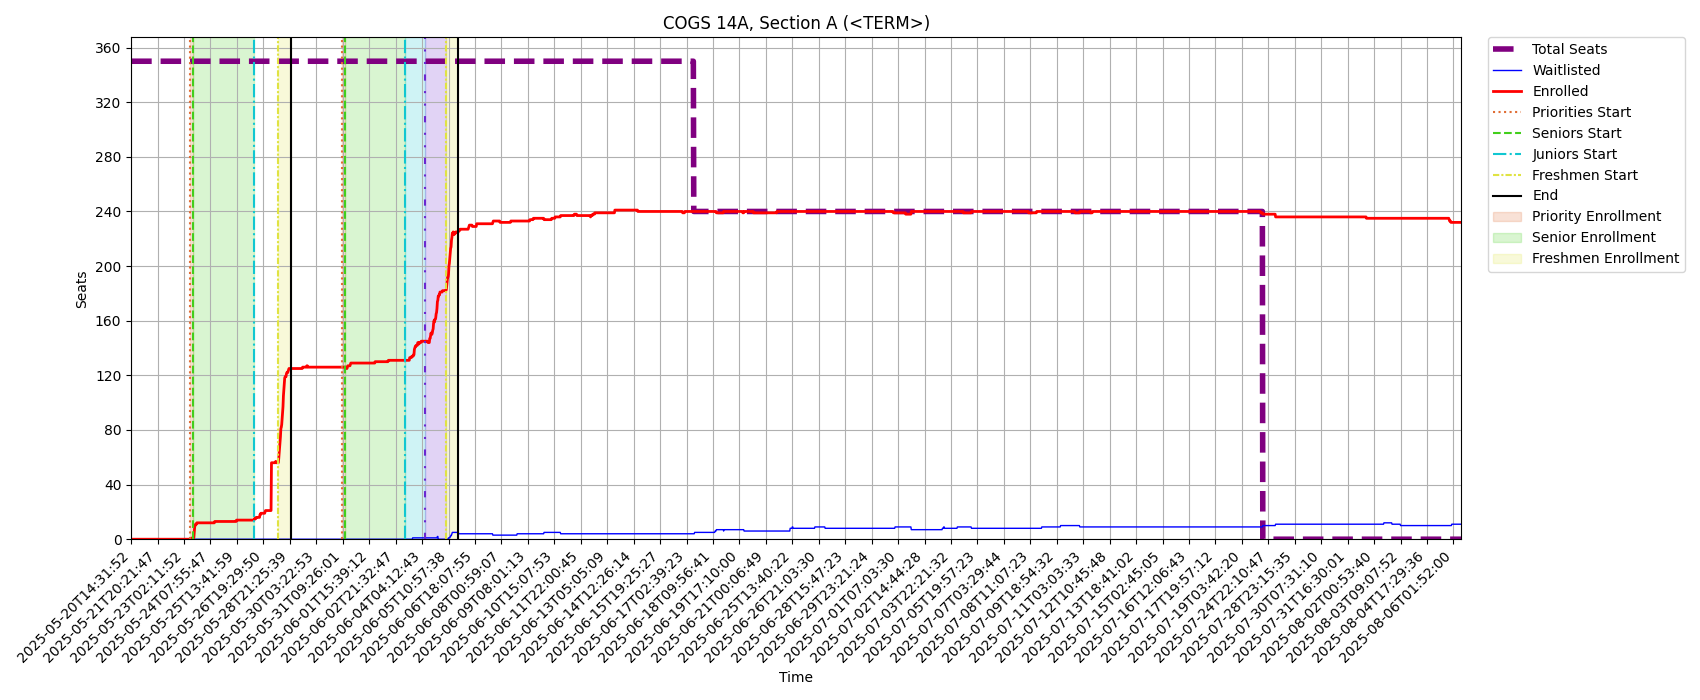 COGS 14A, Section A (<TERM>)
Seats
360
320
280
240
200
160
120
80
40
0
2025-05-20T14:31:52
2025-05-21T20:21:47
2025-05-23T02:11:52
2025-05-24T07:55:47
2025-05-25T13:41:59
2025-05-26T19:29:50
2025-05-28T21:25:39
2025-05-30T03:22:53
2025-05-31T09:26:01
2025-06-01T15:39:12
2025-06-02T21:32:47
2025-06-04T04:12:43
2025-06-05T10:57:38
2025-06-06T18:07:55
2025-06-08T00:59:07
2025-06-09T08:01:13
2025-06-10T15:07:53
2025-06-11T22:00:45
2025-06-13T05:05:09
2025-06-14T12:26:14
2025-06-15T19:25:27
2025-06-17T02:39:23
2025-06-18T09:56:41
2025-06-19T17:10:00
2025-06-21T00:06:49
2025-06-25T13:40:22
2025-06-26T21:03:30
2025-06-28T15:47:23
2025-06-29T23:21:24
2025-07-01T07:03:30
2025-07-02T14:44:28
2025-07-03T22:21:32
2025-07-05T19:57:23
2025-07-07T03:29:44
2025-07-08T11:07:23
2025-07-09T18:54:32
2025-07-11T03:03:33
2025-07-12T10:45:48
2025-07-13T18:41:02
2025-07-15T02:45:05
2025-07-16T12:06:43
2025-07-17T19:57:12
2025-07-19T03:42:20
2025-07-24T22:10:47
2025-07-28T23:15:35
2025-07-30T07:31:10
2025-07-31T16:30:01
2025-08-02T00:53:40
2025-08-03T09:07:52
2025-08-04T17:29:36
2025-08-06T01:52:00
Time
Total Seats
Waitlisted
Enrolled
Priorities Start
Seniors Start
Juniors Start
Freshmen Start
End
Priority Enrollment
Senior Enrollment
Freshmen Enrollment